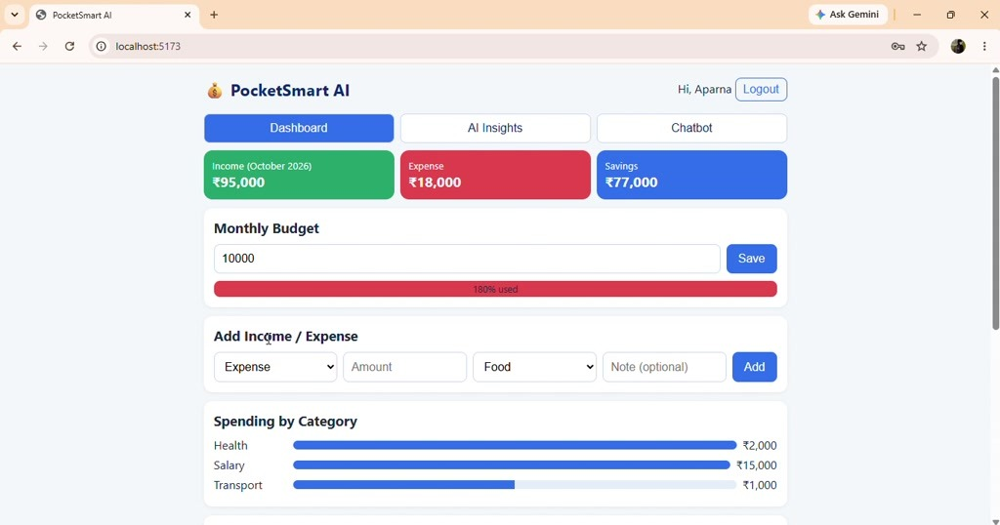 PocketSmart AI
Ask Gemini
localhost:5173
PocketSmart AI
Hi, Aparna Logout
Dashboard AI Insights Chatbot
Income (October 2026) Expense Savings
₹95,000 ₹18,000 ₹77,000
Monthly Budget
10000 Save
180% used
Add Income / Expense
Expense Amount Food Note (optional) Add
Spending by Category
Health ₹2,000
Salary ₹15,000
Transport ₹1,000